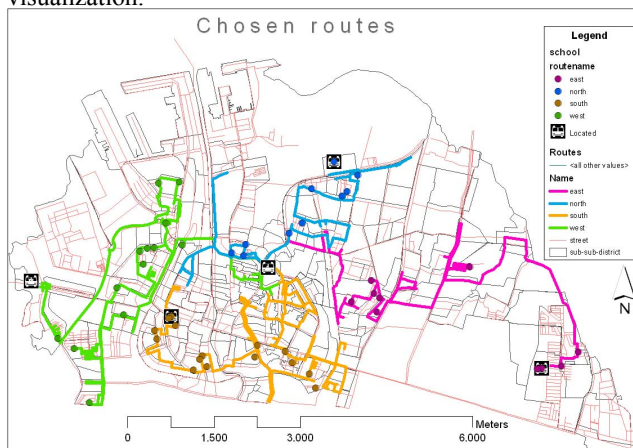 visualization.
Chosen routes
Legend
school
routename
east
north
south
west
Located
Routes
<all other values>
Name
east
north
south
west
street
sub-sub-district
N
Meters
0 1.500 3.000 6.000